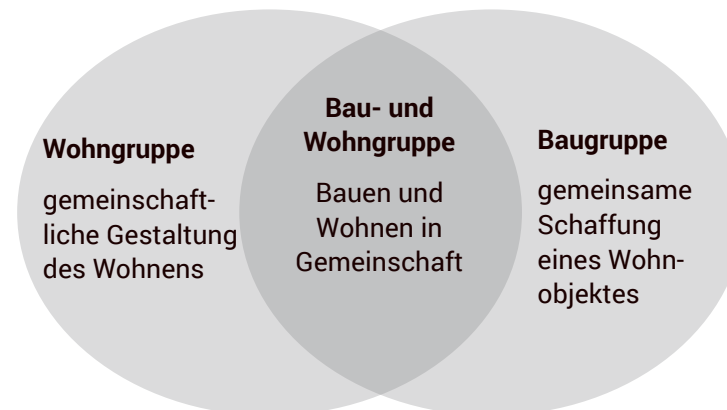 Wohngruppe
gemeinschaft-
liche Gestaltung
des Wohnens
Bau- und
Wohngruppe
Bauen und
Wohnen in
Gemeinschaft
Baugruppe
gemeinsame
Schaffung
eines Wohn-
objektes